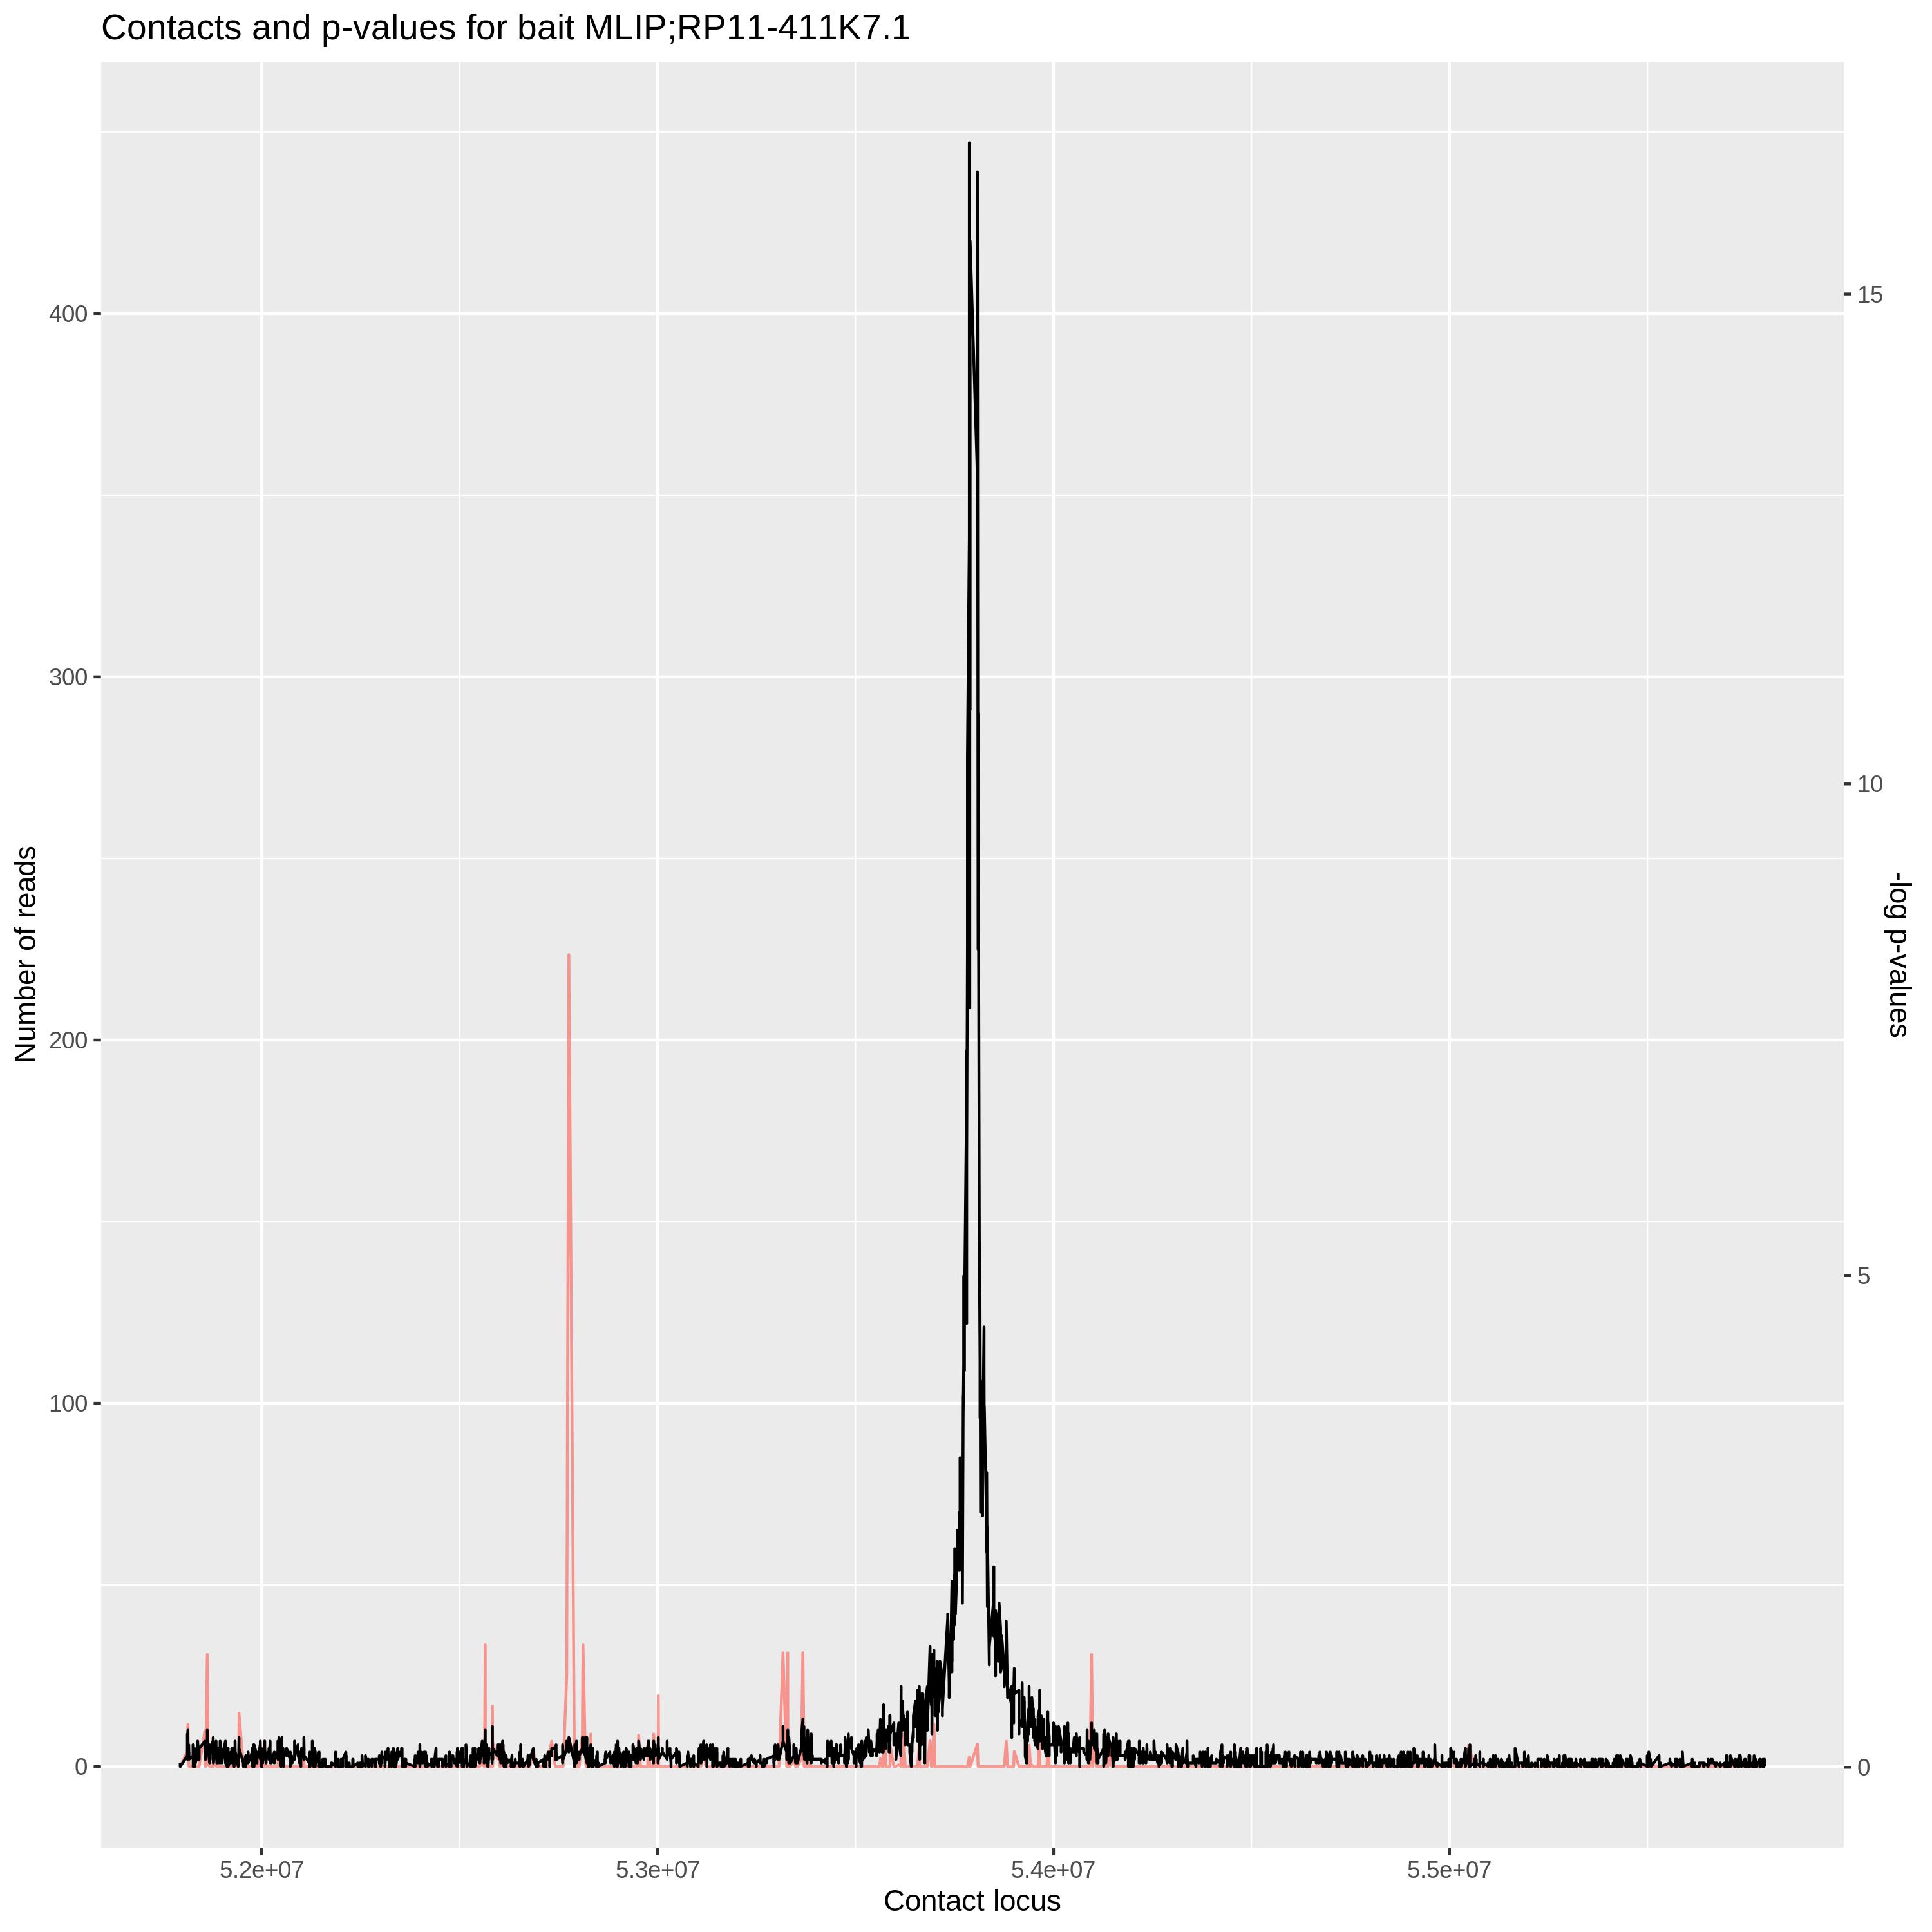 Contacts and p-values for bait MLIP;RP11-411K7.1
400
300
200
100
0
15
10
5
0
Number of reads
-log p-values
5.2e+07
5.3e+07
5.4e+07
5.5e+07
Contact locus